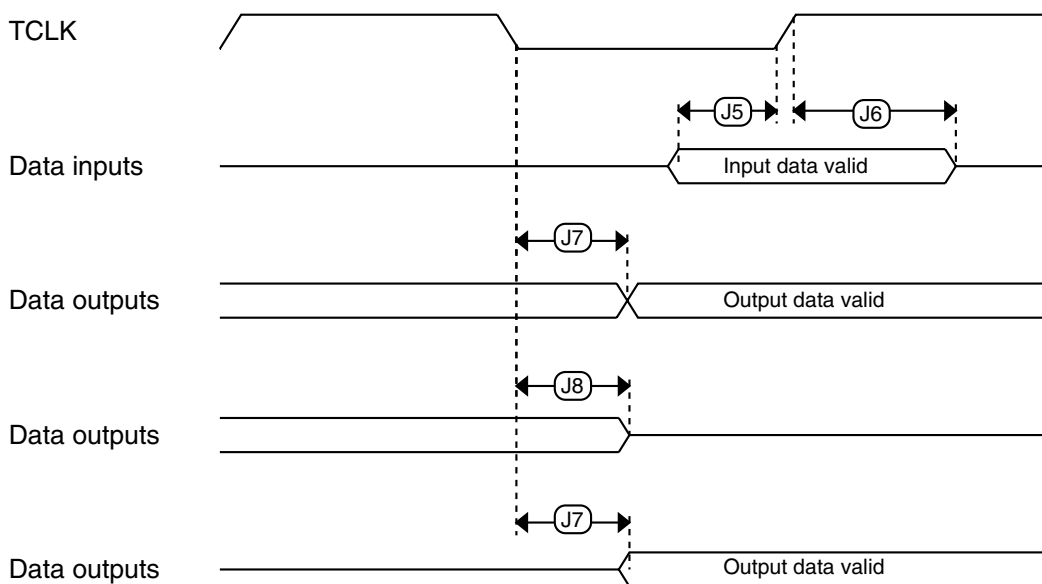 TCLK
J5
J6
Data inputs
Input data valid
J7
Data outputs
Output data valid
J8
Data outputs
J7
Data outputs
Output data valid